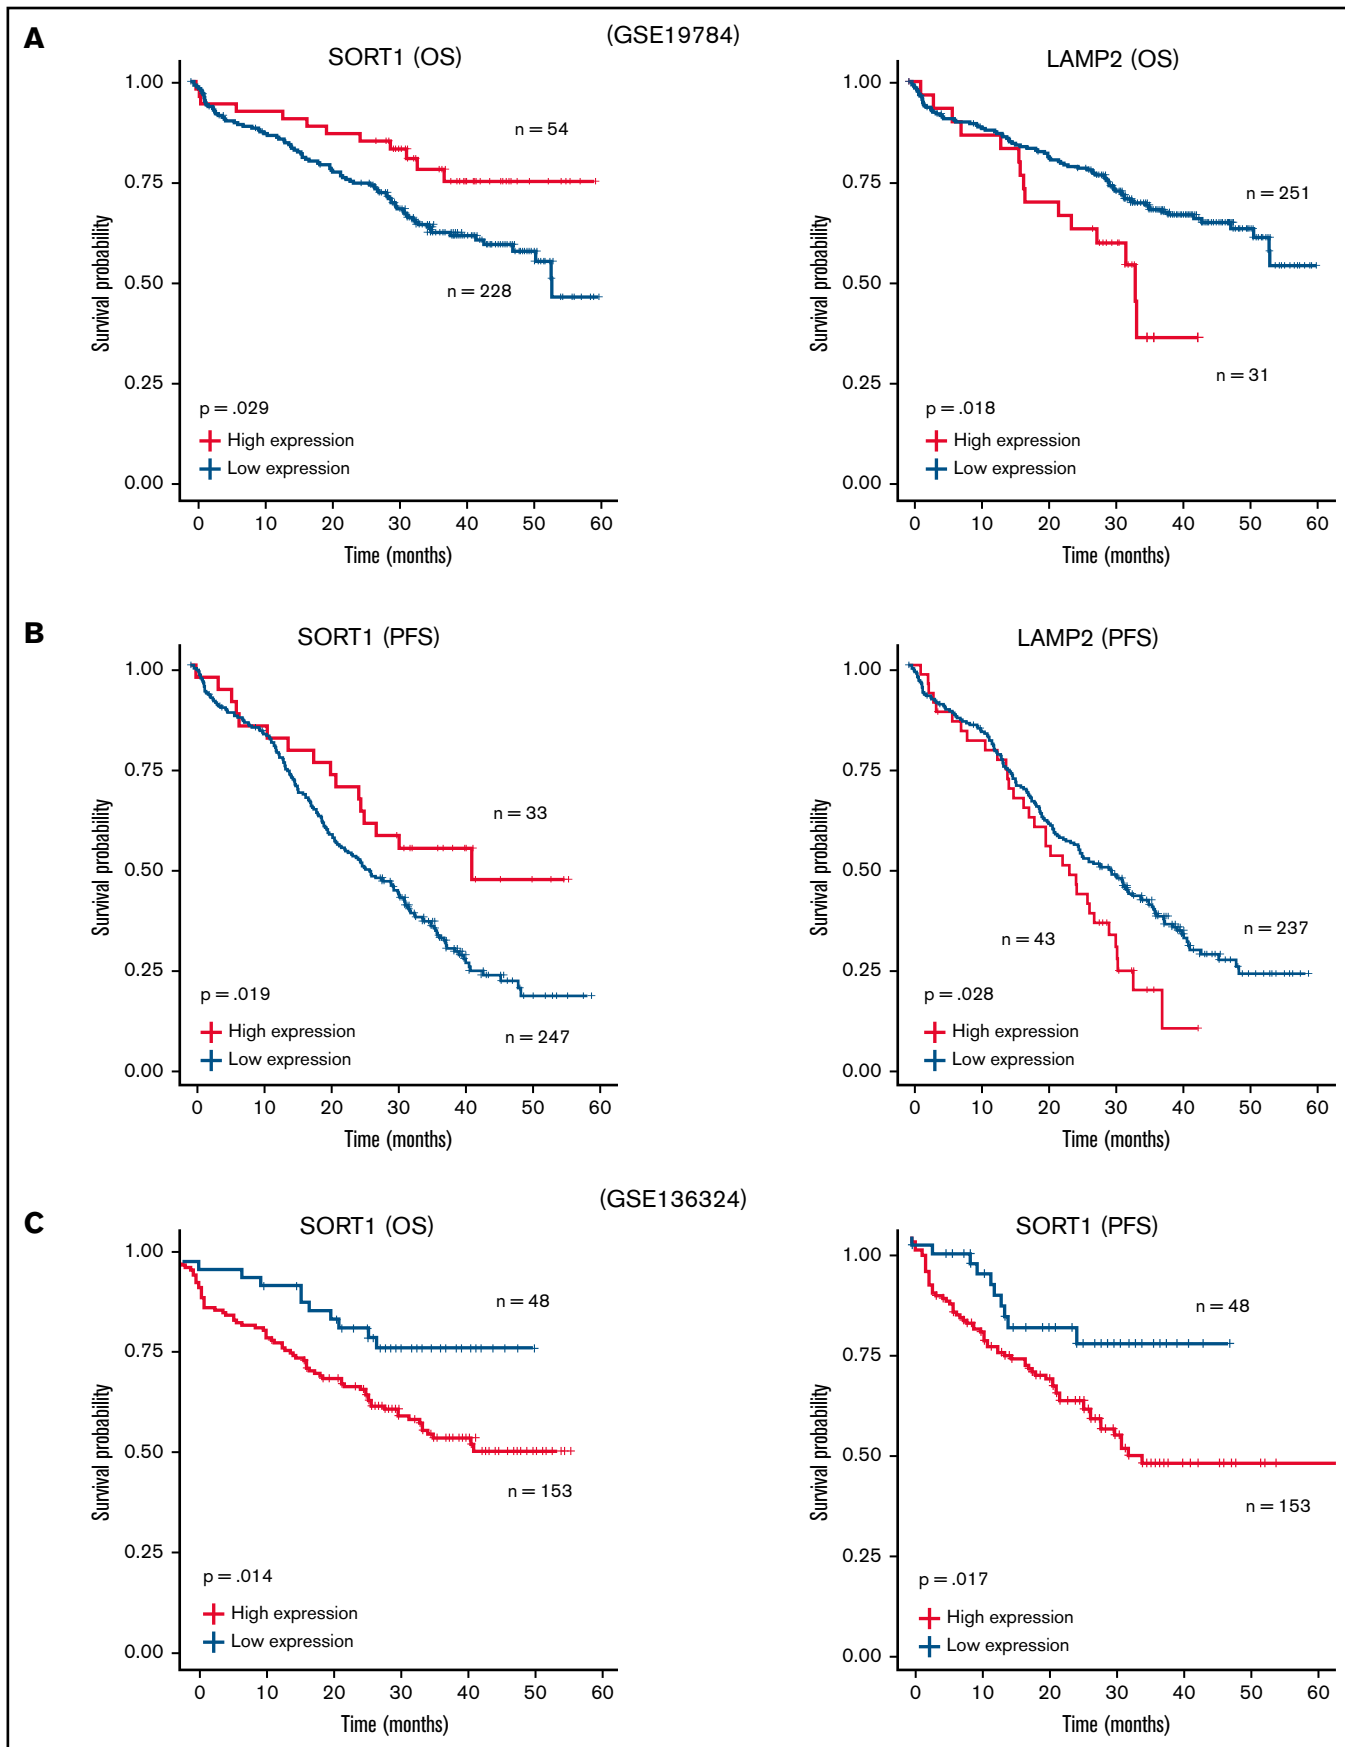 A
(GSE19784)
SORT1 (OS)
Survival probability
1.00
0.75
0.50
0.25
0.00
n = 54
n = 228
p = .029
High expression
Low expression
0 10 20 30 40 50 60
Time (months)
LAMP2 (OS)
Survival probability
1.00
0.75
0.50
0.25
0.00
n = 251
n = 31
p = .018
High expression
Low expression
0 10 20 30 40 50 60
Time (months)
B
SORT1 (PFS)
Survival probability
1.00
0.75
0.50
0.25
0.00
n = 33
n = 247
p = .019
High expression
Low expression
0 10 20 30 40 50 60
Time (months)
LAMP2 (PFS)
Survival probability
1.00
0.75
0.50
0.25
0.00
n = 43
n = 237
p = .028
High expression
Low expression
0 10 20 30 40 50 60
Time (months)
C
(GSE136324)
SORT1 (OS)
Survival probability
1.00
0.75
0.50
0.25
0.00
n = 48
n = 153
p = .014
High expression
Low expression
0 10 20 30 40 50 60
Time (months)
SORT1 (PFS)
Survival probability
1.00
0.75
0.50
0.25
0.00
n = 48
n = 153
p = .017
High expression
Low expression
0 10 20 30 40 50 60
Time (months)